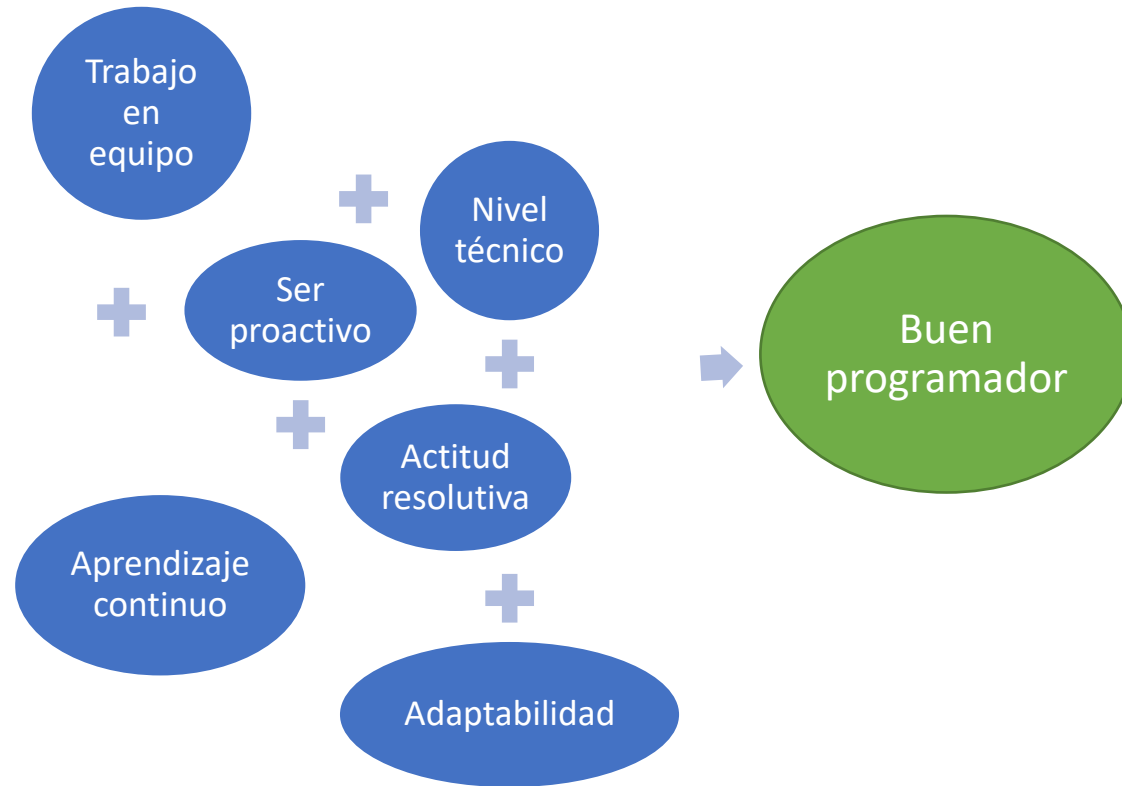 Trabajo
en
equipo
Nivel
técnico
Ser
proactivo
Actitud
resolutiva
Aprendizaje
continuo
Adaptabilidad
Buen
programador